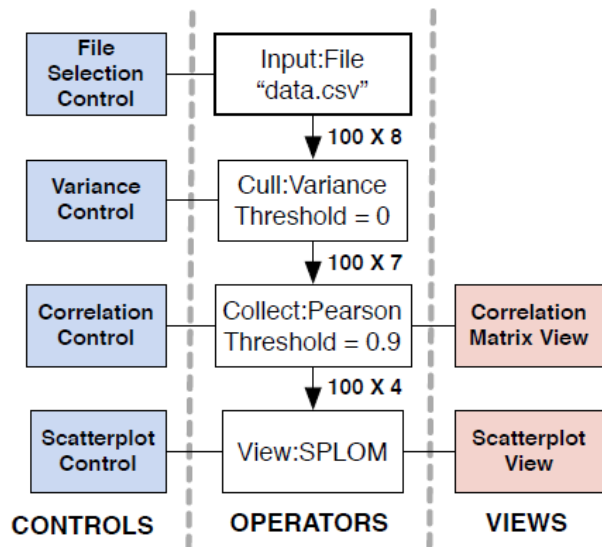 File
Selection
Control
Input:File
“data.csv”
100 X 8
Variance
Control
Cull:Variance
Threshold = 0
100 X 7
Correlation
Control
Collect:Pearson
Threshold = 0.9
Correlation
Matrix View
100 X 4
Scatterplot
Control
View:SPLOM
Scatterplot
View
CONTROLS
OPERATORS
VIEWS